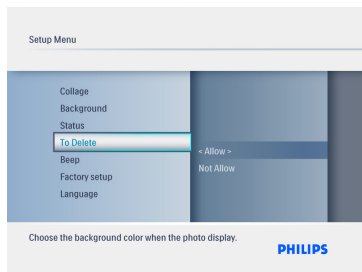 Setup Menu
Collage
Background
Status
To Delete
Beep
Factory setup
Language
< Allow >
Not Allow
Choose the background color when the photo display.
PHILIPS